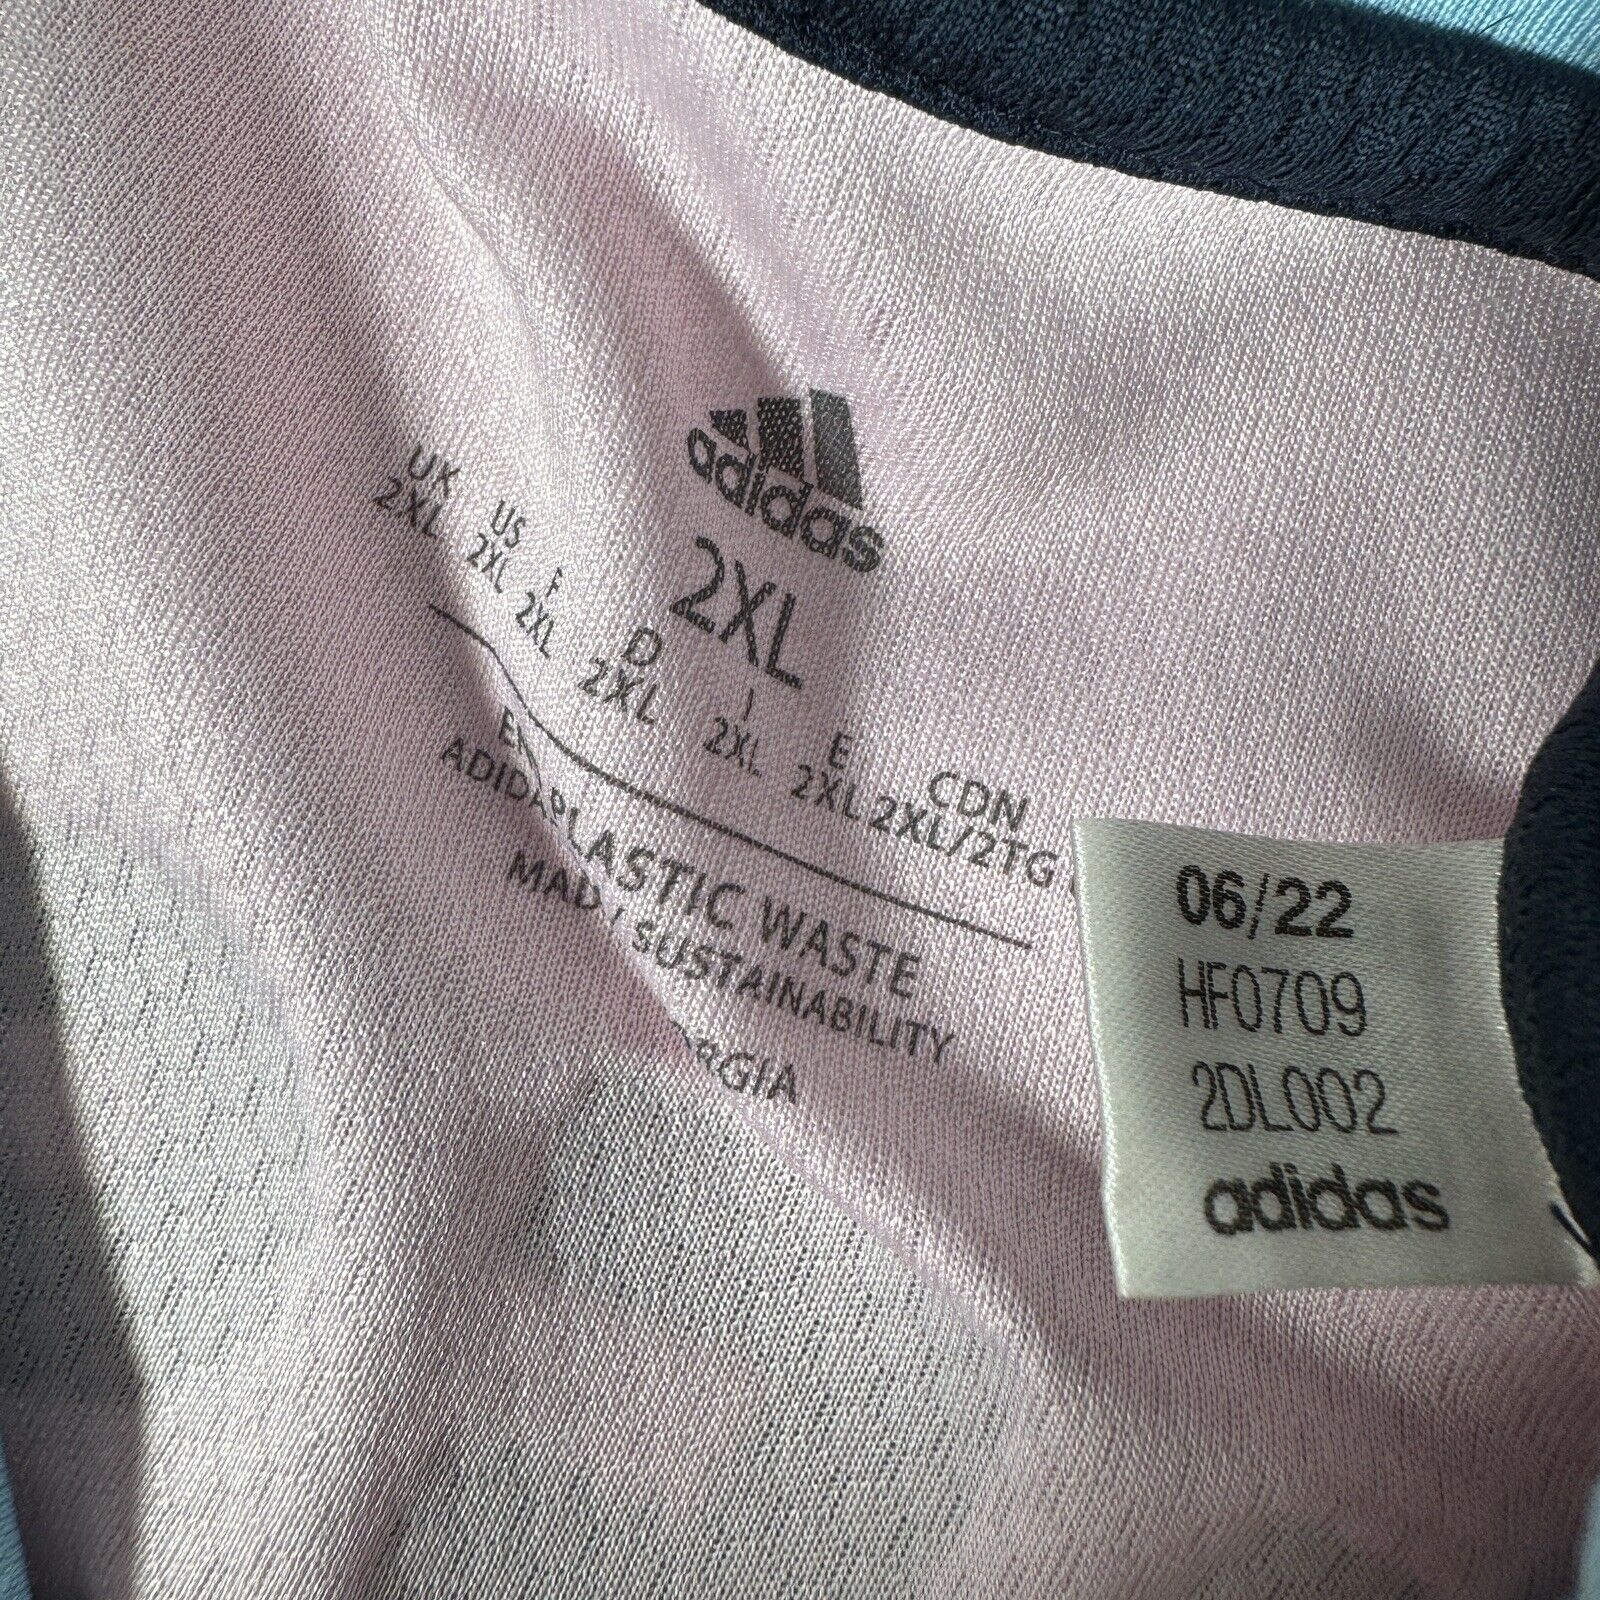 adidas
2XL
UK US F D I E CDN
2XL 2XL 2XL 2XL 2XL 2XL 2XL/2TG
PLASTIC WASTE
SUSTAINABILITY
06/22
HF0709
2DL002
adidas